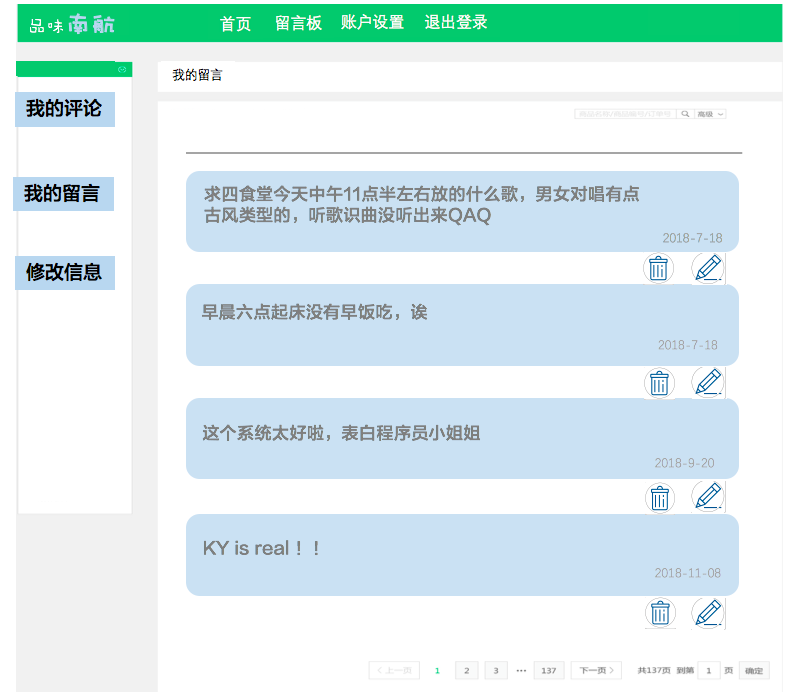 品味南航
首页 留言板 账户设置 退出登录
我的留言
我的评论
我的留言
修改信息
高级
求四食堂今天中午11点半左右放的什么歌，男女对唱有点
古风类型的，听歌识曲没听出来QAQ
2018-7-18
早晨六点起床没有早饭吃，诶
2018-7-18
这个系统太好啦，表白程序员小姐姐
2018-9-20
KY is real！！
2018-11-08
< 上一页 1 2 3 ••• 137 下一页 > 共137页 到第 1 页 确定